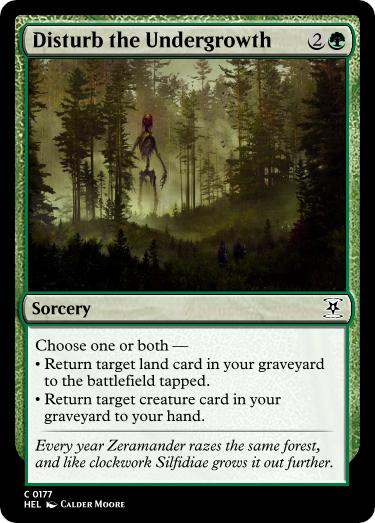 Disturb the Undergrowth 2
Sorcery
Choose one or both —
• Return target land card in your graveyard
to the battlefield tapped.
• Return target creature card in your
graveyard to your hand.
Every year Zeramander razes the same forest,
and like clockwork Silfidiae grows it out further.
C 0177
HEL CALDER MOORE